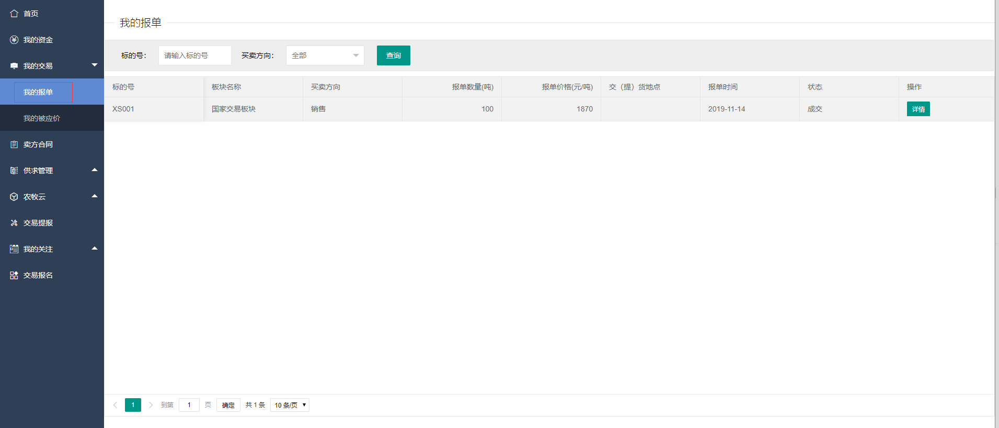 首页
我的资金
我的交易
我的报单
我的被应价
卖方合同
供求管理
农牧云
交易提报
我的关注
交易报名
我的报单
标的号： 请输入标的号 买卖方向： 全部 查询
标的号 板块名称 买卖方向 报单数量(吨) 报单价格(元/吨) 交（提）货地点 报单时间 状态 操作
XS001 国家交易板块 销售 100 1870 2019-11-14 成交 详情
1 到第 1 页 确定 共 1 条 10 条/页